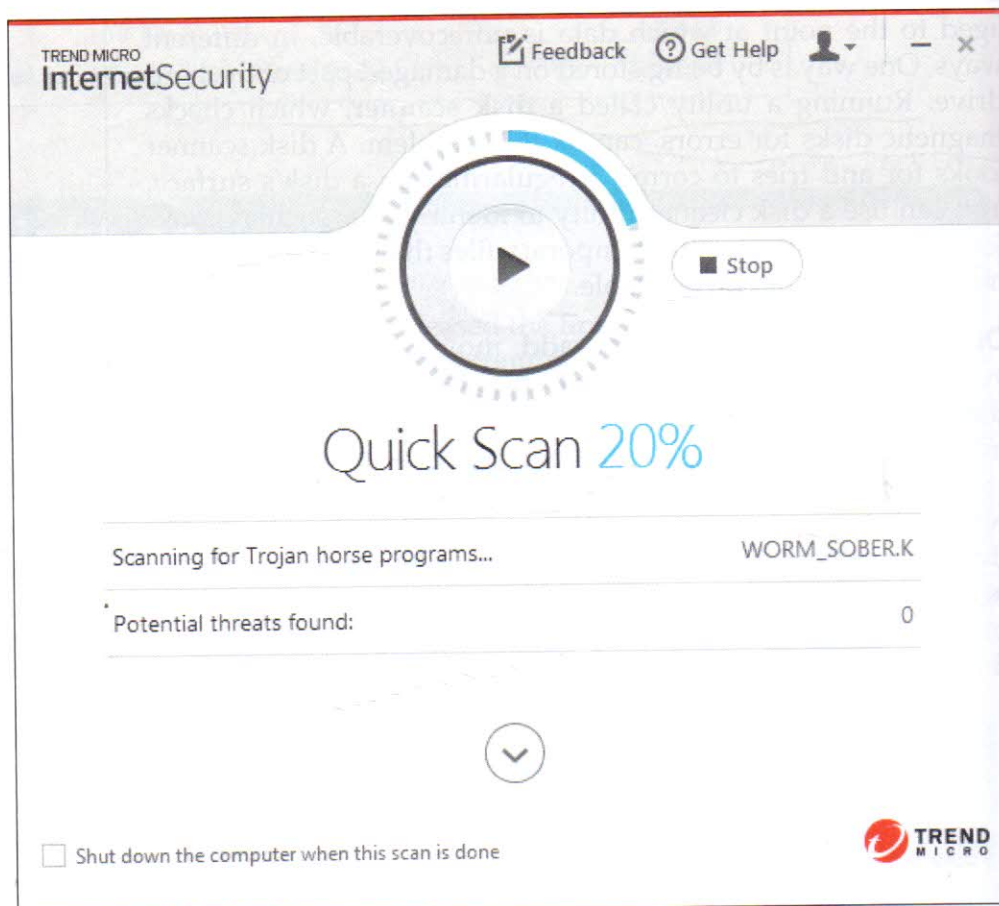 TREND MICRO
InternetSecurity
Feedback
Get Help
Stop
Quick Scan 20%
Scanning for Trojan horse programs... WORM_SOBER.K
Potential threats found: 0
Shut down the computer when this scan is done
TREND
MICRO